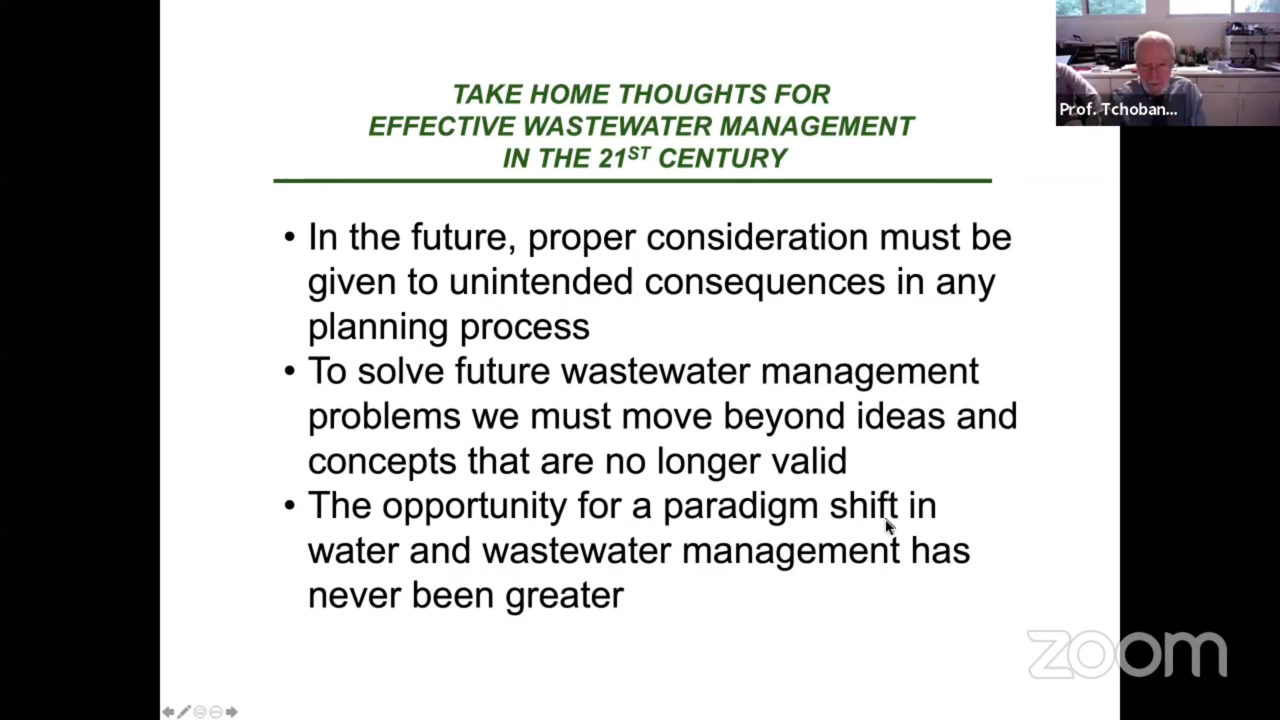 TAKE HOME THOUGHTS FOR
EFFECTIVE WASTEWATER MANAGEMENT
IN THE 21ST CENTURY
Prof. Tchoban...
• In the future, proper consideration must be
given to unintended consequences in any
planning process
• To solve future wastewater management
problems we must move beyond ideas and
concepts that are no longer valid
• The opportunity for a paradigm shift in
water and wastewater management has
never been greater
zoom